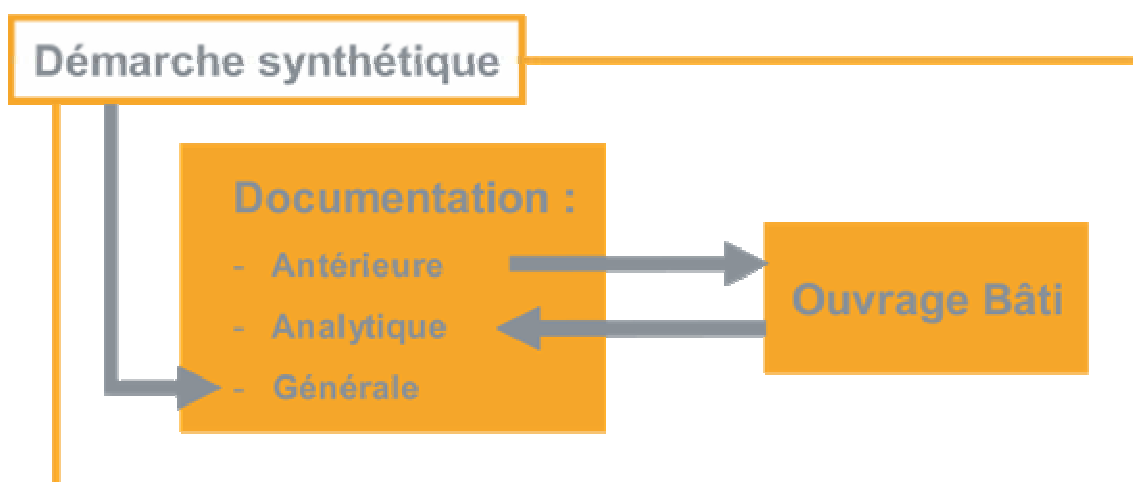 Démarche synthétique
Documentation :
- Antérieure
- Analytique
- Générale
Ouvrage Bâti